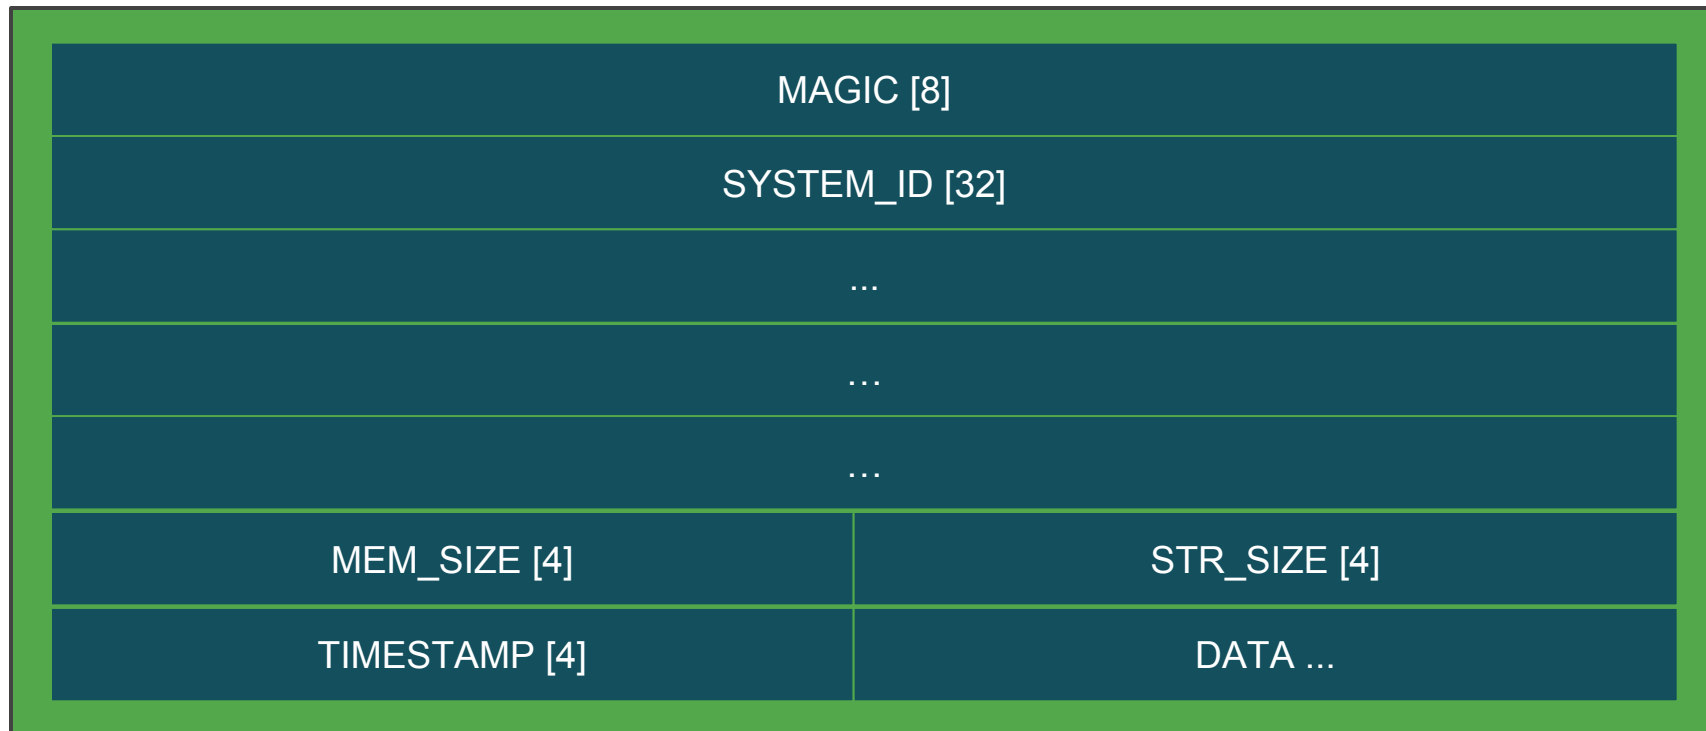 MAGIC [8]
SYSTEM_ID [32]
...
...
...
MEM_SIZE [4] STR_SIZE [4]
TIMESTAMP [4] DATA ...